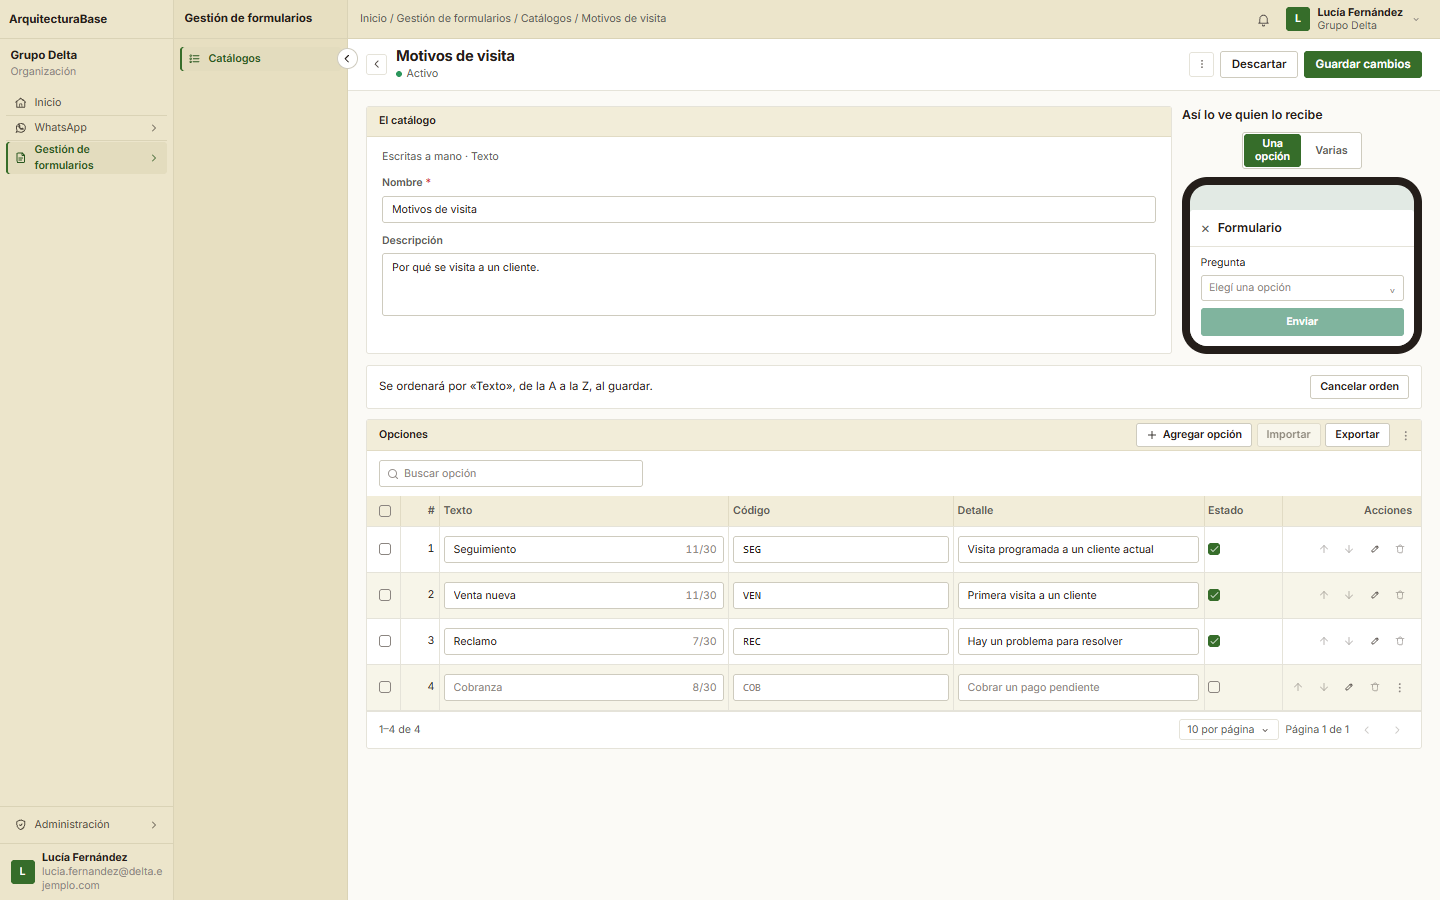 ArquitecturaBase
Grupo Delta
Organización
Inicio
WhatsApp
Gestión de
formularios
Administración
L
Lucía Fernández
lucia.fernandez@delta.e
jemplo.com
Gestión de formularios
Catálogos
Inicio / Gestión de formularios / Catálogos / Motivos de visita
L
Lucía Fernández
Grupo Delta
Motivos de visita
Activo
Descartar
Guardar cambios
El catálogo
Escritas a mano · Texto
Nombre *
Motivos de visita
Descripción
Por qué se visita a un cliente.
Así lo ve quien lo recibe
Una
opción
Varias
× Formulario
Pregunta
Elegí una opción
Enviar
Se ordenará por «Texto», de la A a la Z, al guardar.
Cancelar orden
Opciones
+ Agregar opción
Importar
Exportar
Buscar opción
# Texto Código Detalle Estado Acciones
1 Seguimiento 11/30 SEG Visita programada a un cliente actual
2 Venta nueva 11/30 VEN Primera visita a un cliente
3 Reclamo 7/30 REC Hay un problema para resolver
4 Cobranza 8/30 COB Cobrar un pago pendiente
1–4 de 4
10 por página
Página 1 de 1